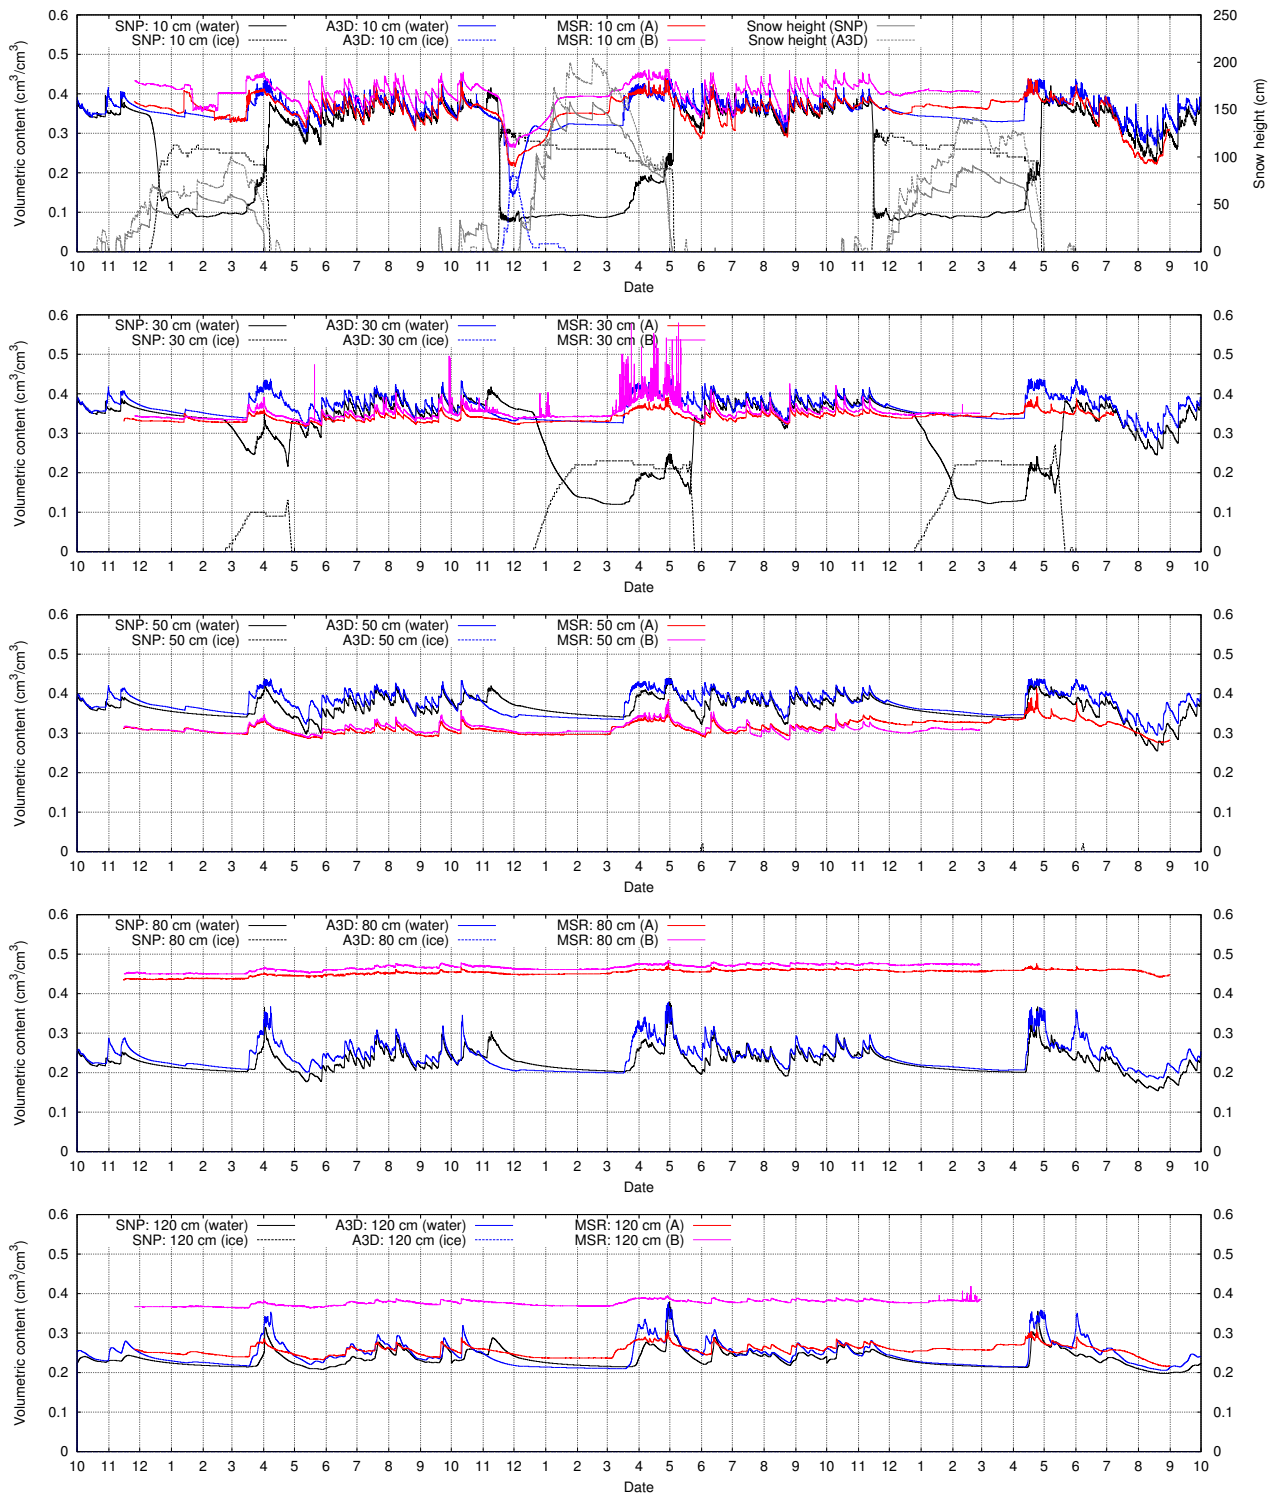 SNP: 10 cm (water) A3D: 10 cm (water) MSR: 10 cm (A) Snow height (SNP)
SNP: 10 cm (ice) A3D: 10 cm (ice) MSR: 10 cm (B) Snow height (A3D)
0.6 250
0.5 200
0.4 150
0.3 100
0.2 50
0.1 0
0
Volumetric content (cm³/cm³)
Snow height (cm)
10 11 12 1 2 3 4 5 6 7 8 9 10 11 12 1 2 3 4 5 6 7 8 9 10 11 12 1 2 3 4 5 6 7 8 9 10
Date
SNP: 30 cm (water) A3D: 30 cm (water) MSR: 30 cm (A)
SNP: 30 cm (ice) A3D: 30 cm (ice) MSR: 30 cm (B)
0.6 0.6
0.5 0.5
0.4 0.4
0.3 0.3
0.2 0.2
0.1 0.1
0 0
Volumetric content (cm³/cm³)
10 11 12 1 2 3 4 5 6 7 8 9 10 11 12 1 2 3 4 5 6 7 8 9 10 11 12 1 2 3 4 5 6 7 8 9 10
Date
SNP: 50 cm (water) A3D: 50 cm (water) MSR: 50 cm (A)
SNP: 50 cm (ice) A3D: 50 cm (ice) MSR: 50 cm (B)
0.6 0.6
0.5 0.5
0.4 0.4
0.3 0.3
0.2 0.2
0.1 0.1
0 0
Volumetric content (cm³/cm³)
10 11 12 1 2 3 4 5 6 7 8 9 10 11 12 1 2 3 4 5 6 7 8 9 10 11 12 1 2 3 4 5 6 7 8 9 10
Date
SNP: 80 cm (water) A3D: 80 cm (water) MSR: 80 cm (A)
SNP: 80 cm (ice) A3D: 80 cm (ice) MSR: 80 cm (B)
0.6 0.6
0.5 0.5
0.4 0.4
0.3 0.3
0.2 0.2
0.1 0.1
0 0
Volumetric content (cm³/cm³)
10 11 12 1 2 3 4 5 6 7 8 9 10 11 12 1 2 3 4 5 6 7 8 9 10 11 12 1 2 3 4 5 6 7 8 9 10
Date
SNP: 120 cm (water) A3D: 120 cm (water) MSR: 120 cm (A)
SNP: 120 cm (ice) A3D: 120 cm (ice) MSR: 120 cm (B)
0.6 0.6
0.5 0.5
0.4 0.4
0.3 0.3
0.2 0.2
0.1 0.1
0 0
Volumetric content (cm³/cm³)
10 11 12 1 2 3 4 5 6 7 8 9 10 11 12 1 2 3 4 5 6 7 8 9 10 11 12 1 2 3 4 5 6 7 8 9 10
Date